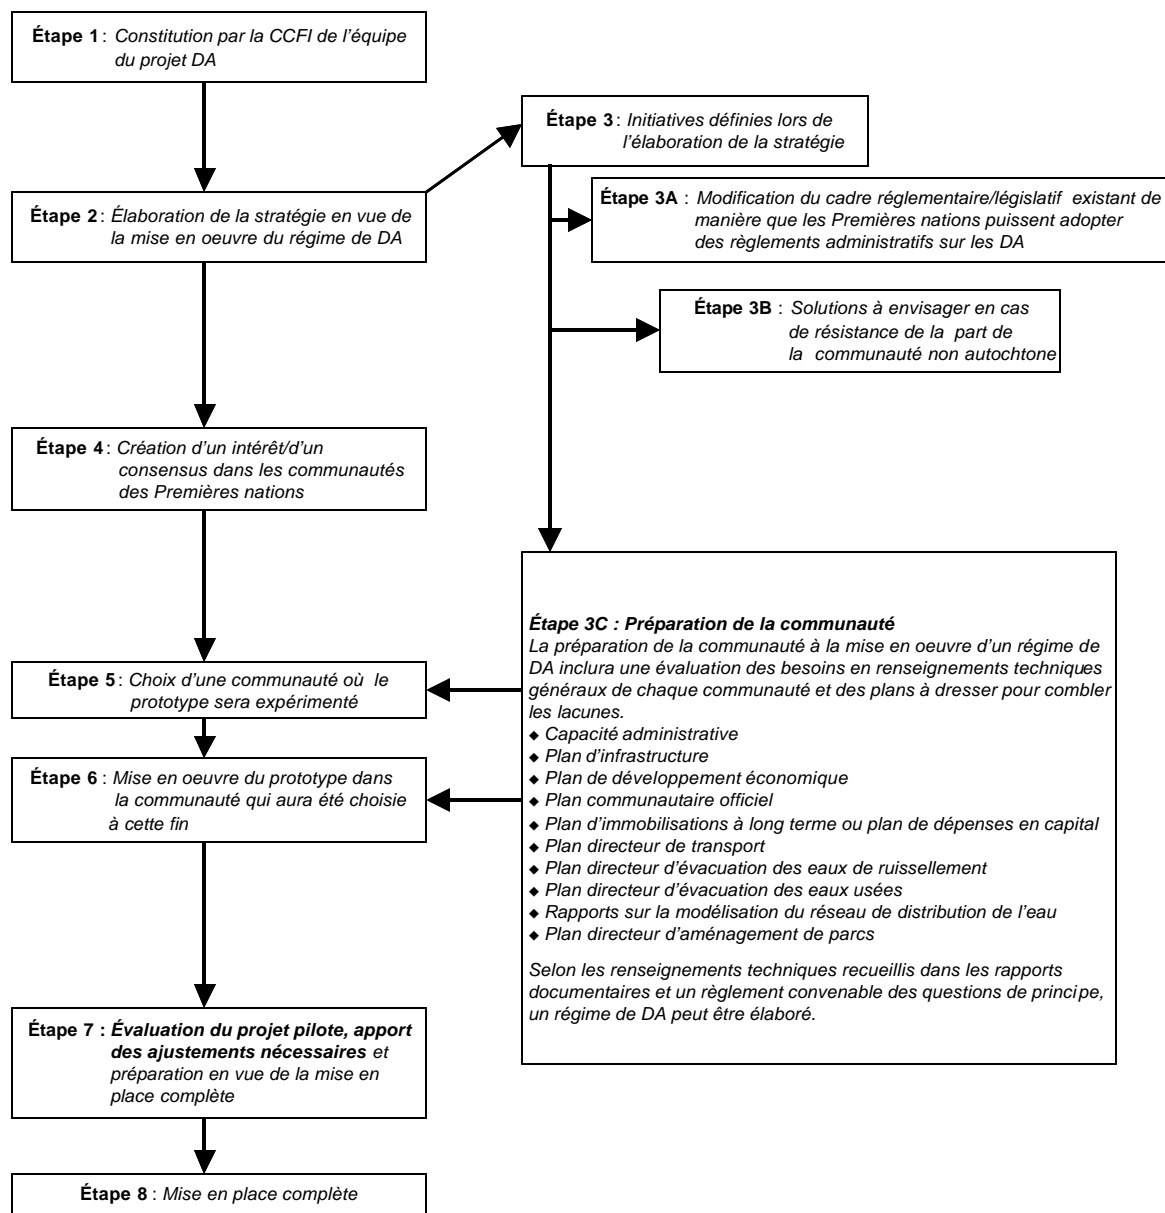 Étape 1 : Constitution par la CCFI de l'équipe
du projet DA
Étape 2 : Élaboration de la stratégie en vue de
la mise en oeuvre du régime de DA
Étape 3 : Initiatives définies lors de
l'élaboration de la stratégie
Étape 3A : Modification du cadre réglementaire/législatif existant de
manière que les Premières nations puissent adopter
des règlements administratifs sur les DA
Étape 3B : Solutions à envisager en cas
de résistance de la part de
la communauté non autochtone
Étape 4 : Création d'un intérêt/d'un
consensus dans les communautés
des Premières nations
Étape 3C : Préparation de la communauté
La préparation de la communauté à la mise en oeuvre d'un régime de
DA inclura une évaluation des besoins en renseignements techniques
généraux de chaque communauté et des plans à dresser pour combler
les lacunes.
◆ Capacité administrative
◆ Plan d'infrastructure
◆ Plan de développement économique
◆ Plan communautaire officiel
◆ Plan d'immobilisations à long terme ou plan de dépenses en capital
◆ Plan directeur de transport
◆ Plan directeur d'évacuation des eaux de ruissellement
◆ Plan directeur d'évacuation des eaux usées
◆ Rapports sur la modélisation du réseau de distribution de l'eau
◆ Plan directeur d'aménagement de parcs
Selon les renseignements techniques recueillis dans les rapports
documentaires et un règlement convenable des questions de principe,
un régime de DA peut être élaboré.
Étape 5 : Choix d'une communauté où le
prototype sera expérimenté
Étape 6 : Mise en oeuvre du prototype dans
la communauté qui aura été choisie
à cette fin
Étape 7 : Évaluation du projet pilote, apport
des ajustements nécessaires et
préparation en vue de la mise en
place complète
Étape 8 : Mise en place complète